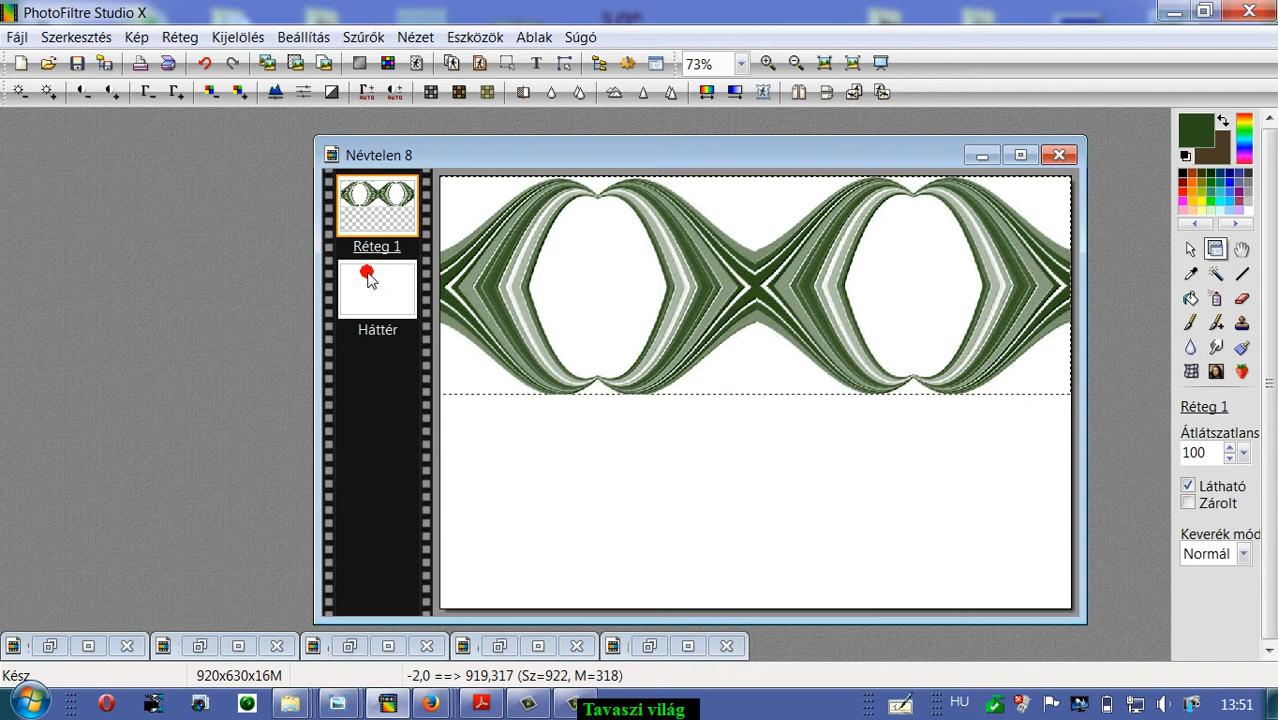 PhotoFiltre Studio X
Fájl Szerkesztés Kép Réteg Kijelölés Beállítás Szűrők Nézet Eszközök Ablak Súgó
73%
Névtelen 8
Réteg 1
Háttér
Réteg 1
Átlátszatlans
100
Látható
Zárolt
Keverék mód
Normál
Kész 920x630x16M -2,0 ==> 919,317 (Sz=922, M=318)
Tavaszi világ
HU
13:51